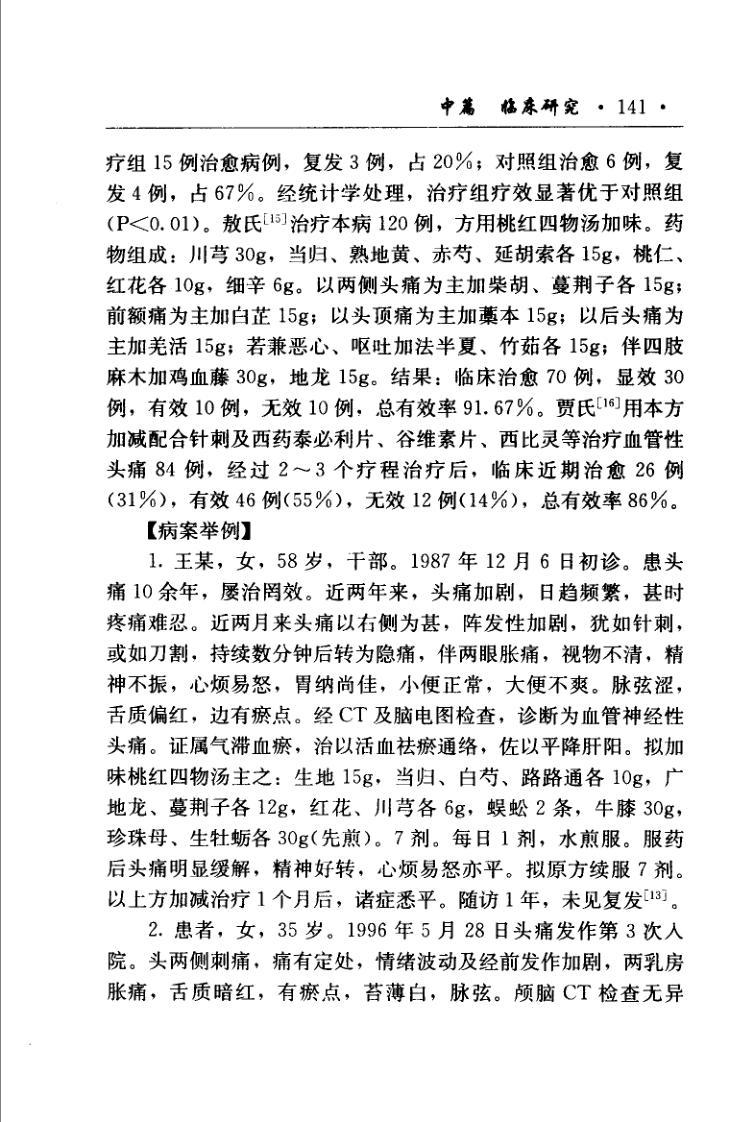 中篇 临床研究 · 141 ·
疗组 15 例治愈病例，复发 3 例，占 20%；对照组治愈 6 例，复
发 4 例，占 67%。经统计学处理，治疗组疗效显著优于对照组
(P<0.01)。敖氏[15]治疗本病 120 例，方用桃红四物汤加味。药
物组成：川芎 30g，当归、熟地黄、赤芍、延胡索各 15g，桃仁、
红花各 10g，细辛 6g。以两侧头痛为主加柴胡、蔓荆子各 15g；
前额痛为主加白芷 15g；以头顶痛为主加藁本 15g；以后头痛为
主加羌活 15g；若兼恶心、呕吐加法半夏、竹茹各 15g；伴四肢
麻木加鸡血藤 30g，地龙 15g。结果：临床治愈 70 例，显效 30
例，有效 10 例，无效 10 例，总有效率 91.67%。贾氏[16]用本方
加减配合针刺及西药泰必利片、谷维素片、西比灵等治疗血管性
头痛 84 例，经过 2～3 个疗程治疗后，临床近期治愈 26 例
(31%)，有效 46 例(55%)，无效 12 例(14%)，总有效率 86%。
【病案举例】
1. 王某，女，58 岁，干部。1987 年 12 月 6 日初诊。患头
痛 10 余年，屡治罔效。近两年来，头痛加剧，日趋频繁，甚时
疼痛难忍。近两月来头痛以右侧为甚，阵发性加剧，犹如针刺，
或如刀割，持续数分钟后转为隐痛，伴两眼胀痛，视物不清，精
神不振，心烦易怒，胃纳尚佳，小便正常，大便不爽。脉弦涩，
舌质偏红，边有瘀点。经 CT 及脑电图检查，诊断为血管神经性
头痛。证属气滞血瘀，治以活血祛瘀通络，佐以平降肝阳。拟加
味桃红四物汤主之：生地 15g，当归、白芍、路路通各 10g，广
地龙、蔓荆子各 12g，红花、川芎各 6g，蜈蚣 2 条，牛膝 30g，
珍珠母、生牡蛎各 30g(先煎)。7 剂。每日 1 剂，水煎服。服药
后头痛明显缓解，精神好转，心烦易怒亦平。拟原方续服 7 剂。
以上方加减治疗 1 个月后，诸症悉平。随访 1 年，未见复发[13]。
2. 患者，女，35 岁。1996 年 5 月 28 日头痛发作第 3 次入
院。头两侧刺痛，痛有定处，情绪波动及经前发作加剧，两乳房
胀痛，舌质暗红，有瘀点，苔薄白，脉弦。颅脑 CT 检查无异